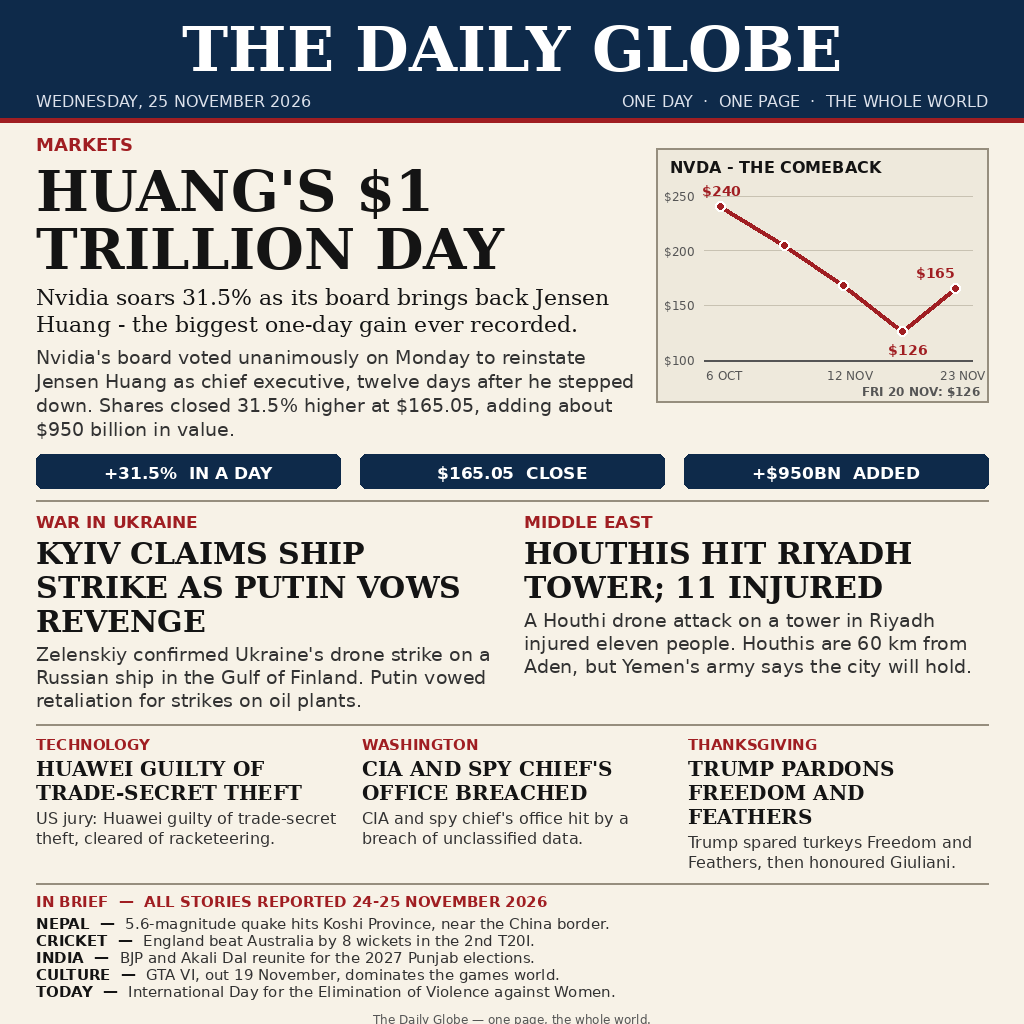 THE DAILY GLOBE
WEDNESDAY, 25 NOVEMBER 2026
ONE DAY · ONE PAGE · THE WHOLE WORLD
MARKETS
HUANG'S $1
TRILLION DAY
Nvidia soars 31.5% as its board brings back Jensen
Huang - the biggest one-day gain ever recorded.
Nvidia's board voted unanimously on Monday to reinstate
Jensen Huang as chief executive, twelve days after he stepped
down. Shares closed 31.5% higher at $165.05, adding about
$950 billion in value.
NVDA - THE COMEBACK
$250
$240
$200
$165
$150
$126
$100
6 OCT
12 NOV
23 NOV
FRI 20 NOV: $126
+31.5% IN A DAY
$165.05 CLOSE
+$950BN ADDED
WAR IN UKRAINE
KYIV CLAIMS SHIP
STRIKE AS PUTIN VOWS
REVENGE
Zelenskiy confirmed Ukraine's drone strike on a
Russian ship in the Gulf of Finland. Putin vowed
retaliation for strikes on oil plants.
MIDDLE EAST
HOUTHIS HIT RIYADH
TOWER; 11 INJURED
A Houthi drone attack on a tower in Riyadh
injured eleven people. Houthis are 60 km from
Aden, but Yemen's army says the city will hold.
TECHNOLOGY
HUAWEI GUILTY OF
TRADE-SECRET THEFT
US jury: Huawei guilty of trade-secret
theft, cleared of racketeering.
WASHINGTON
CIA AND SPY CHIEF'S
OFFICE BREACHED
CIA and spy chief's office hit by a
breach of unclassified data.
THANKSGIVING
TRUMP PARDONS
FREEDOM AND
FEATHERS
Trump spared turkeys Freedom and
Feathers, then honoured Giuliani.
IN BRIEF — ALL STORIES REPORTED 24-25 NOVEMBER 2026
NEPAL — 5.6-magnitude quake hits Koshi Province, near the China border.
CRICKET — England beat Australia by 8 wickets in the 2nd T20I.
INDIA — BJP and Akali Dal reunite for the 2027 Punjab elections.
CULTURE — GTA VI, out 19 November, dominates the games world.
TODAY — International Day for the Elimination of Violence against Women.
The Daily Globe — one page, the whole world.